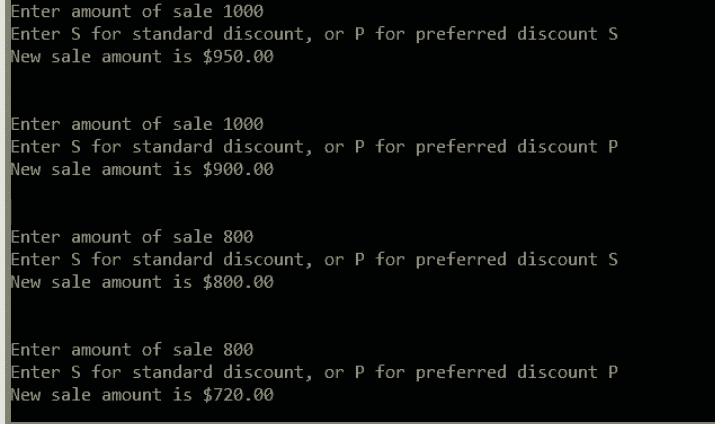 Enter amount of sale 1000
Enter S for standard discount, or P for preferred discount S
New sale amount is $950.00
Enter amount of sale 1000
Enter S for standard discount, or P for preferred discount P
New sale amount is $900.00
Enter amount of sale 800
Enter S for standard discount, or P for preferred discount S
New sale amount is $800.00
Enter amount of sale 800
Enter S for standard discount, or P for preferred discount P
New sale amount is $720.00